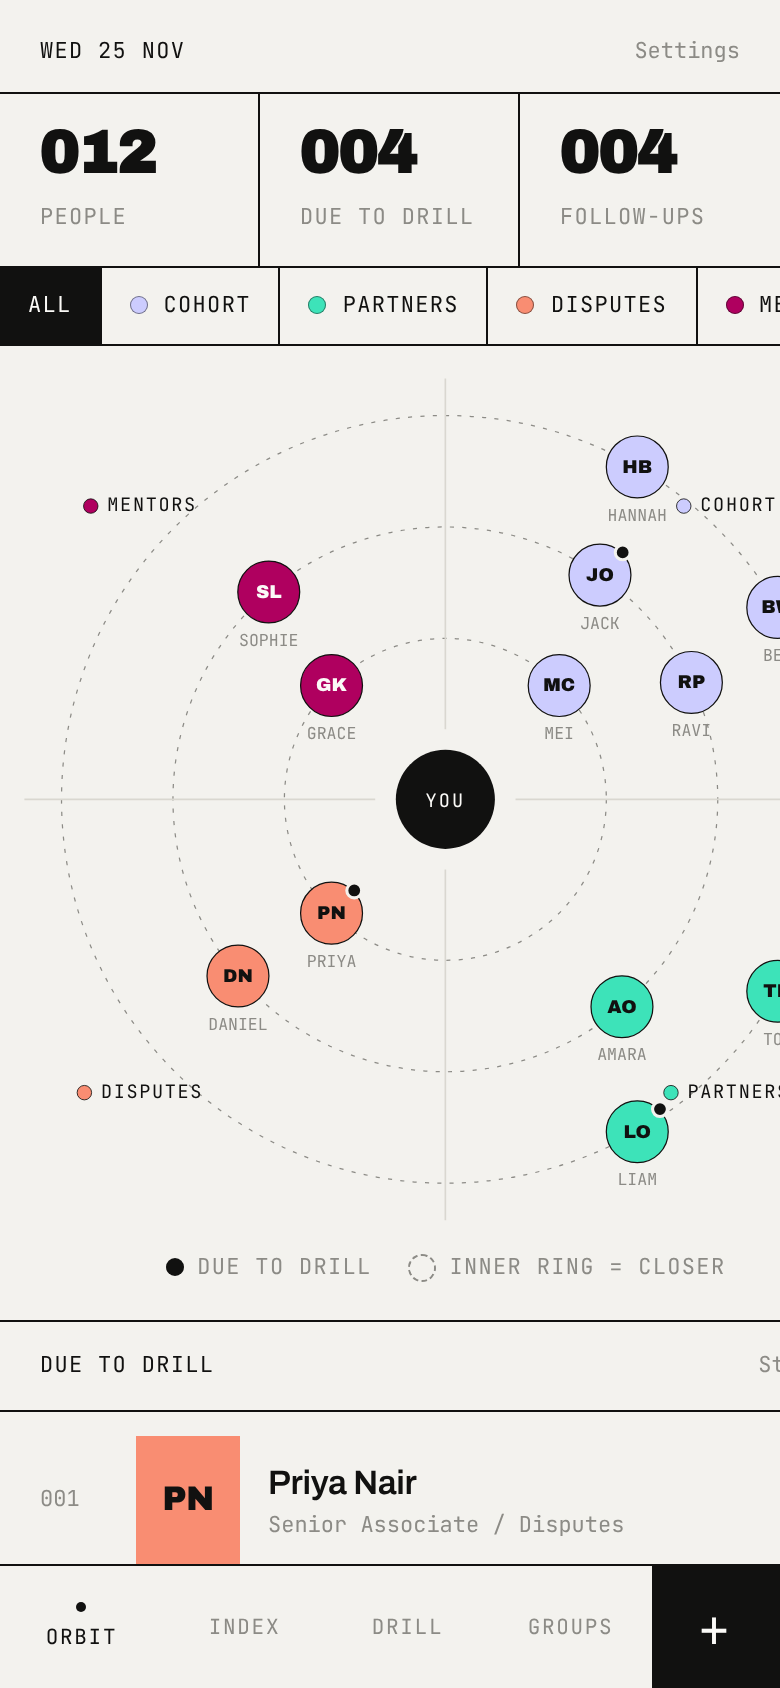 WED 25 NOV
Settings
012
004
004
PEOPLE
DUE TO DRILL
FOLLOW-UPS
ALL
COHORT
PARTNERS
DISPUTES
HB
HANNAH
MENTORS
COHORT
JO
JACK
SL
SOPHIE
GK
GRACE
MC
MEI
RP
RAVI
YOU
PN
PRIYA
DN
DANIEL
AO
AMARA
DISPUTES
PARTNERS
LO
LIAM
DUE TO DRILL
INNER RING = CLOSER
DUE TO DRILL
001
PN
Priya Nair
Senior Associate / Disputes
ORBIT
INDEX
DRILL
GROUPS
+